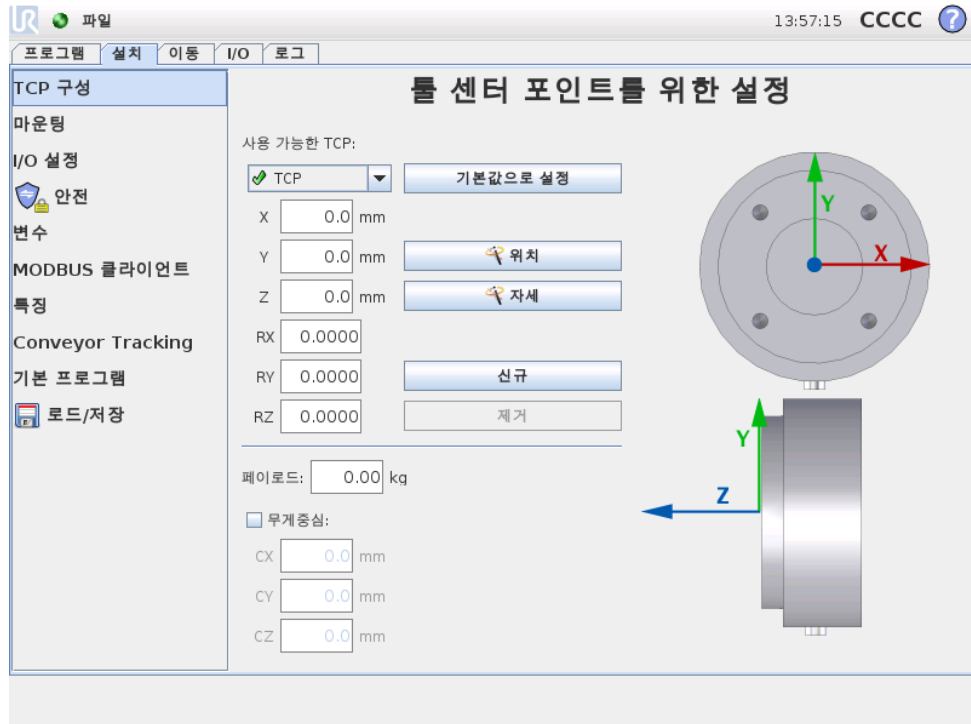 UR 파일 13:57:15 CCCC ?
프로그램 설치 이동 I/O 로그
TCP 구성
마운팅
I/O 설정
안전
변수
MODBUS 클라이언트
특징
Conveyor Tracking
기본 프로그램
로드/저장
툴 센터 포인트를 위한 설정
사용 가능한 TCP:
TCP 기본값으로 설정
X 0.0 mm
Y 0.0 mm 위치
Z 0.0 mm 자세
RX 0.0000
RY 0.0000 신규
RZ 0.0000 제거
페이로드: 0.00 kg
무게중심:
CX 0.0 mm
CY 0.0 mm
CZ 0.0 mm
Y
X
Y
Z